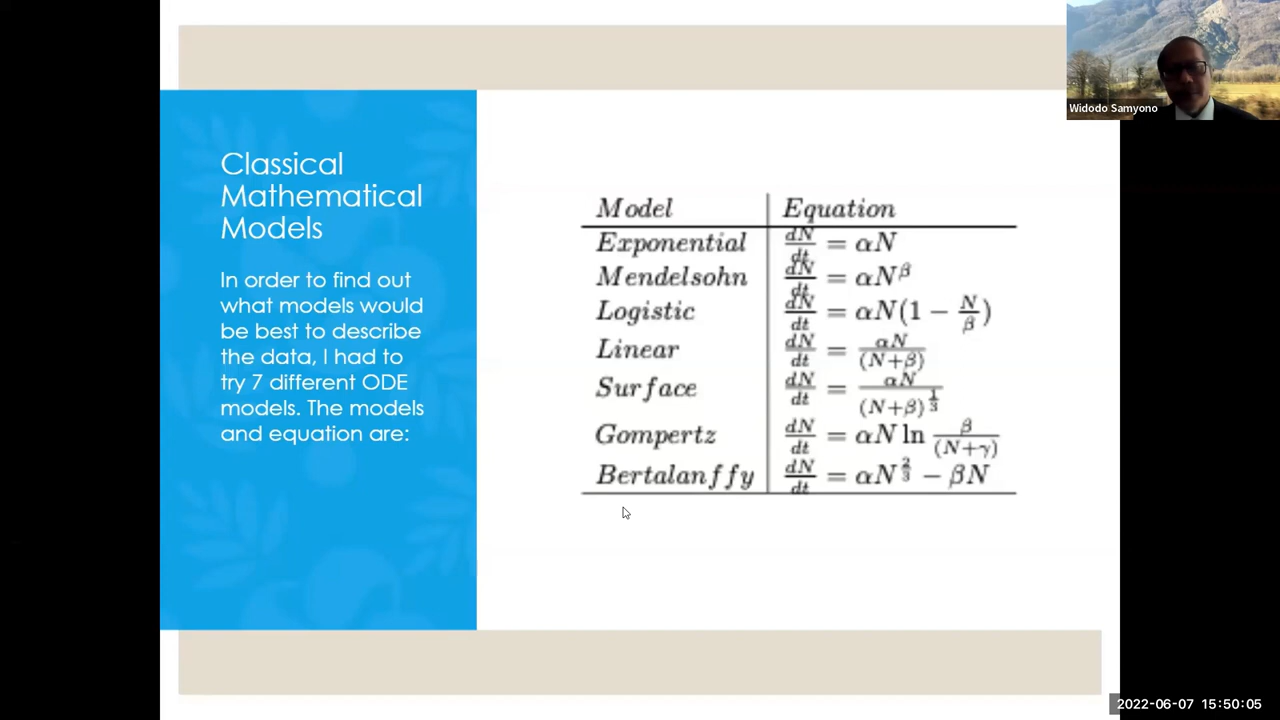 Widodo Samyono
Classical
Mathematical
Models
In order to find out
what models would
be best to describe
the data, I had to
try 7 different ODE
models. The models
and equation are:
Model Equation
Exponential dN/dt = αN
Mendelsohn dN/dt = αN^β
Logistic dN/dt = αN(1 − N/β)
Linear dN/dt = αN/(N+β)
Surface dN/dt = αN/(N+β)^(1/3)
Gompertz dN/dt = αN ln β/(N+γ)
Bertalanffy dN/dt = αN^(2/3) − βN
2022-06-07 15:50:05